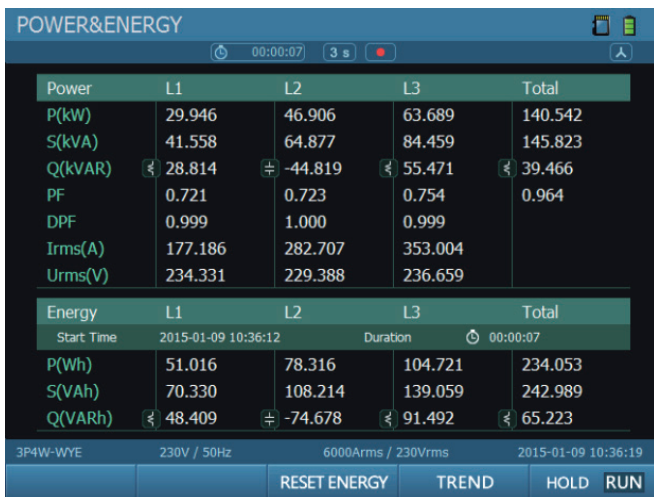 POWER&ENERGY
00:00:07 3 s
Power L1 L2 L3 Total
P(kW) 29.946 46.906 63.689 140.542
S(kVA) 41.558 64.877 84.459 145.823
Q(kVAR) 28.814 -44.819 55.471 39.466
PF 0.721 0.723 0.754 0.964
DPF 0.999 1.000 0.999
Irms(A) 177.186 282.707 353.004
Urms(V) 234.331 229.388 236.659
Energy L1 L2 L3 Total
Start Time 2015-01-09 10:36:12 Duration 00:00:07
P(Wh) 51.016 78.316 104.721 234.053
S(VAh) 70.330 108.214 139.059 242.989
Q(VARh) 48.409 -74.678 91.492 65.223
3P4W-WYE 230V / 50Hz 6000Arms / 230Vrms 2015-01-09 10:36:19
RESET ENERGY TREND HOLD RUN